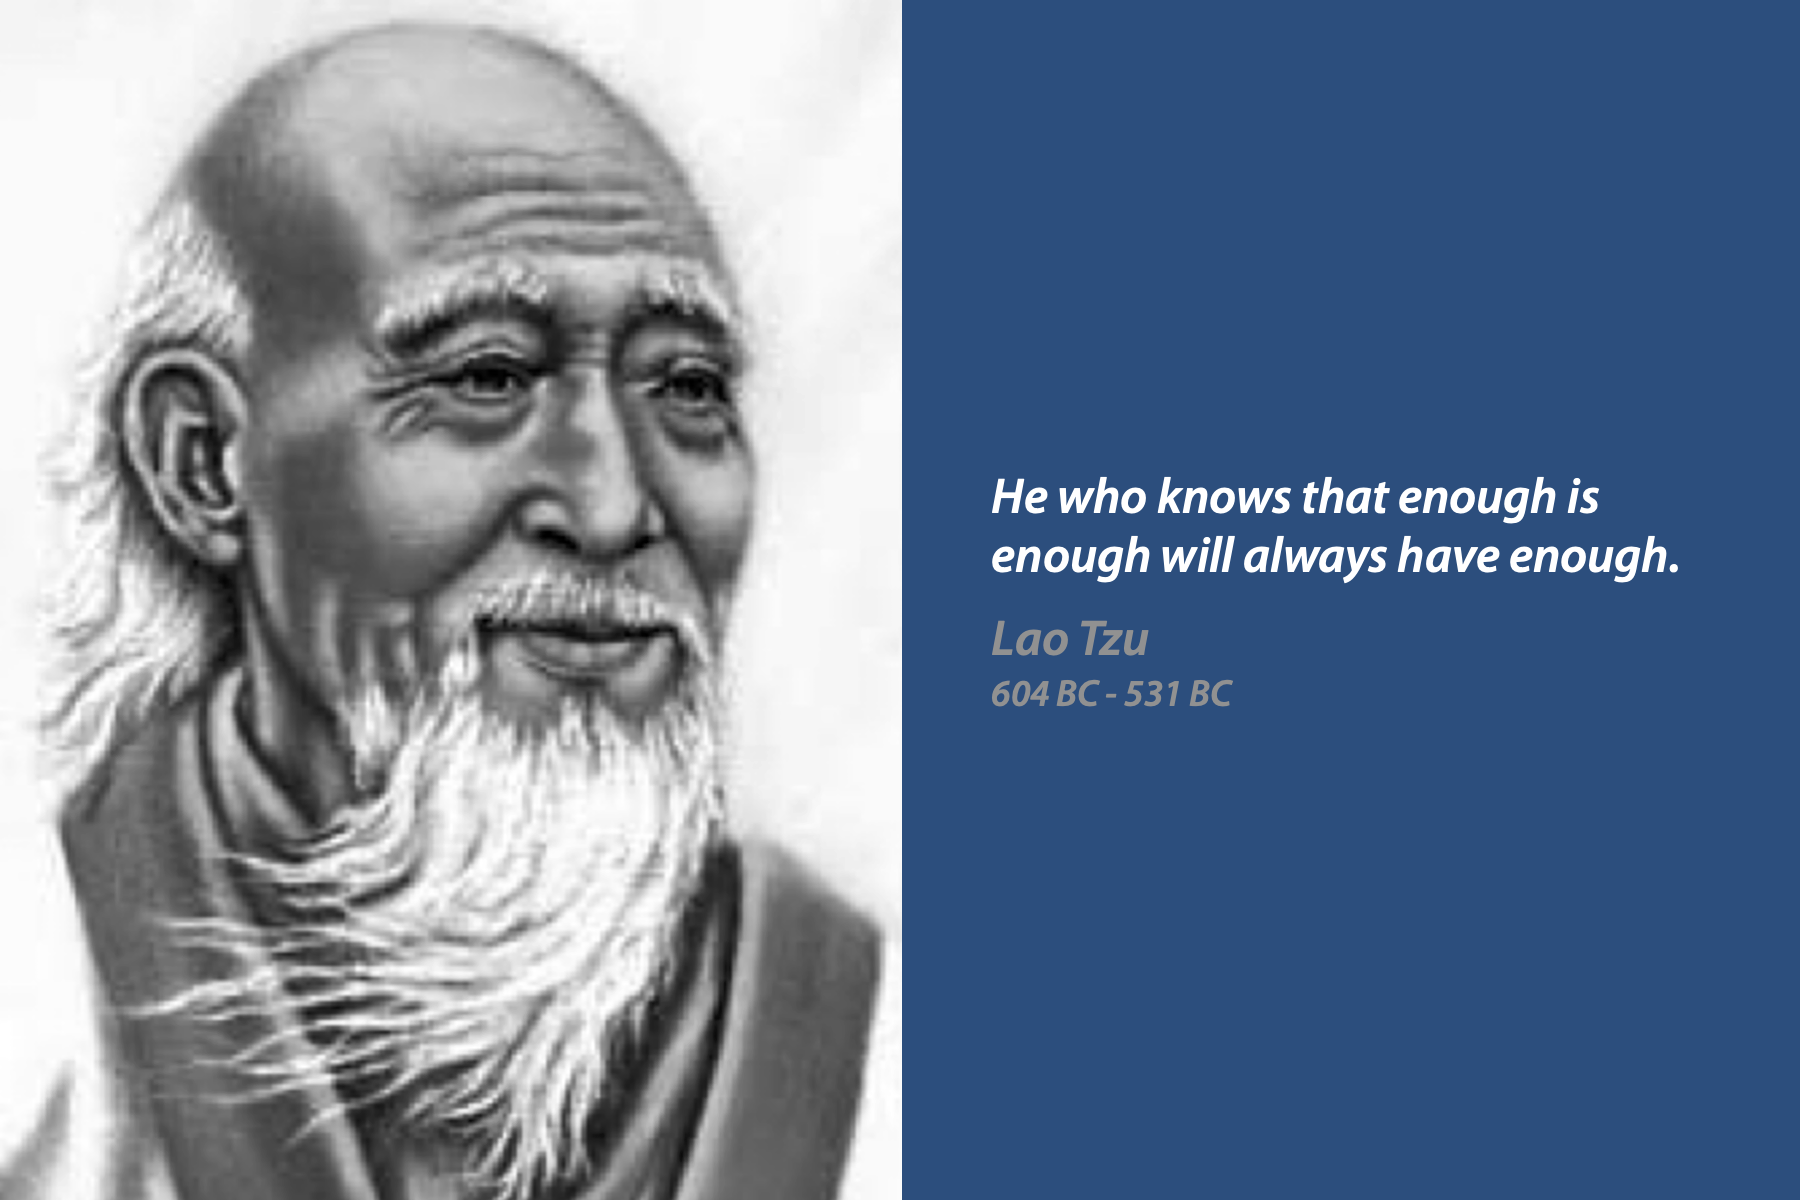 He who knows that enough is
enough will always have enough.
Lao Tzu
604 BC - 531 BC